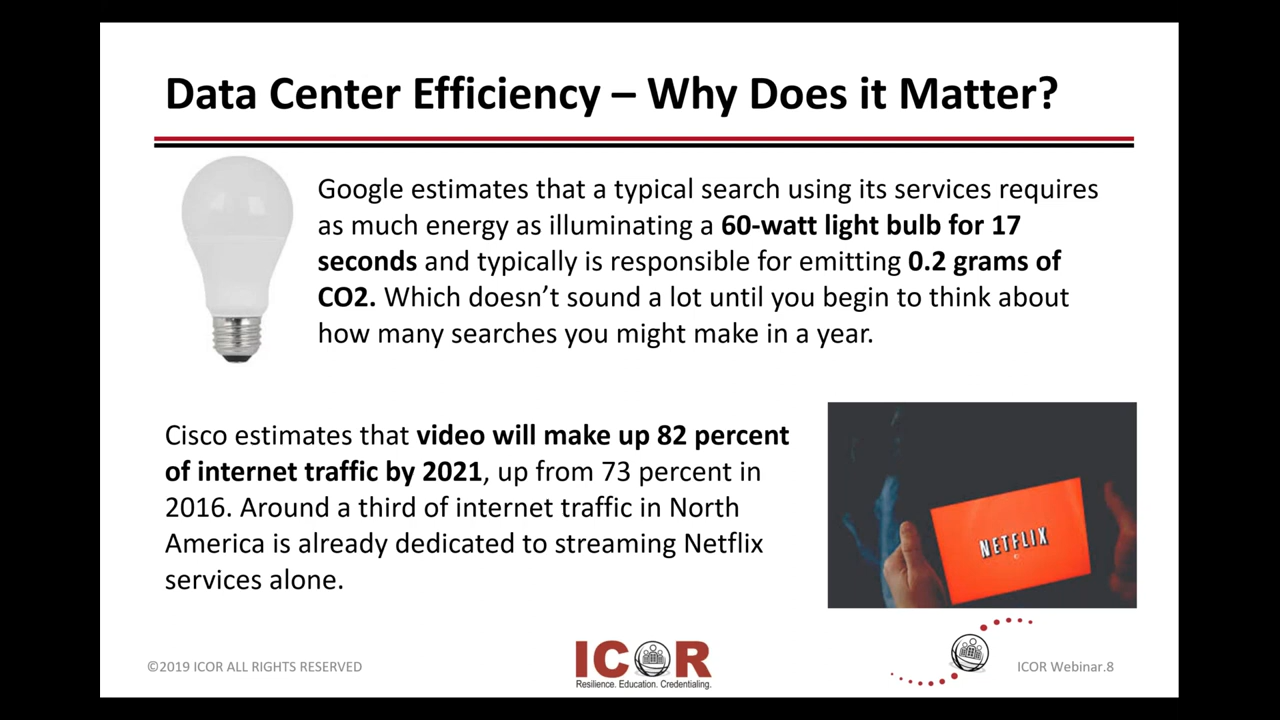 Data Center Efficiency – Why Does it Matter?
Google estimates that a typical search using its services requires
as much energy as illuminating a 60-watt light bulb for 17
seconds and typically is responsible for emitting 0.2 grams of
CO2. Which doesn’t sound a lot until you begin to think about
how many searches you might make in a year.
Cisco estimates that video will make up 82 percent
of internet traffic by 2021, up from 73 percent in
2016. Around a third of internet traffic in North
America is already dedicated to streaming Netflix
services alone.
NETFLIX
©2019 ICOR ALL RIGHTS RESERVED
ICOR
Resilience. Education. Credentialing.
ICOR Webinar.8